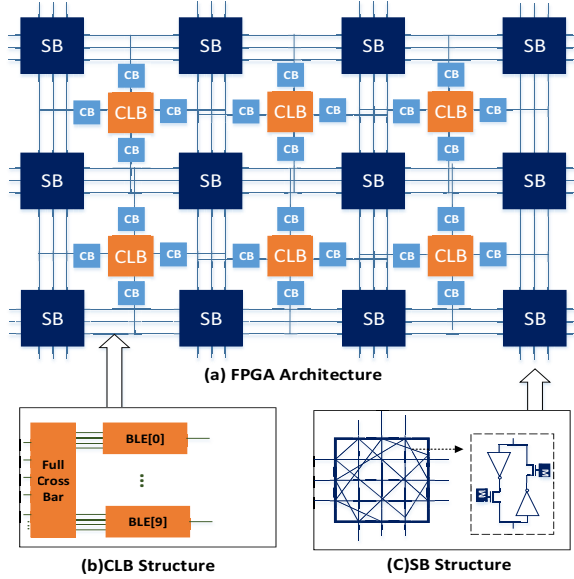 SB SB SB SB
CB CB CB
CB CLB CB CB CLB CB CB CLB CB
CB CB CB
SB SB SB SB
CB CB CB
CB CLB CB CB CLB CB CB CLB CB
CB CB CB
SB SB SB SB
(a) FPGA Architecture
Full
Cross
Bar
BLE[0]
BLE[9]
M
M
(b)CLB Structure
(C)SB Structure